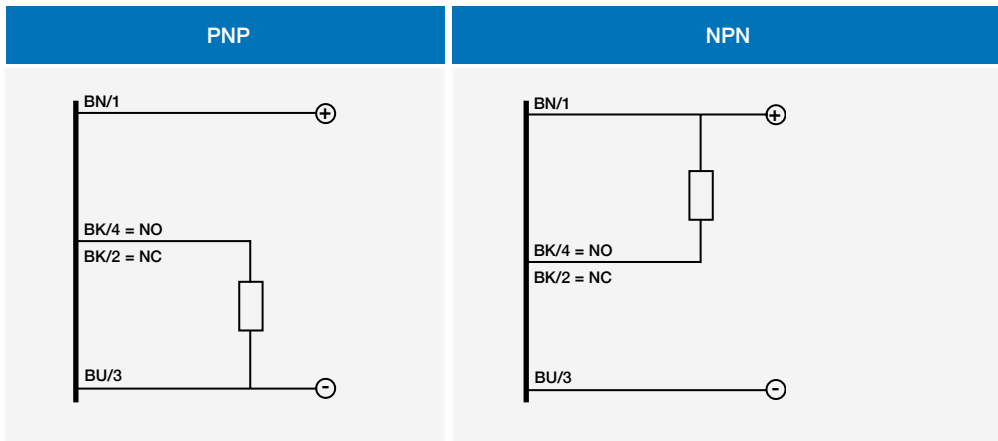 PNP
BN/1
+
BK/4 = NO
BK/2 = NC
BU/3
-
NPN
BN/1
+
BK/4 = NO
BK/2 = NC
BU/3
-